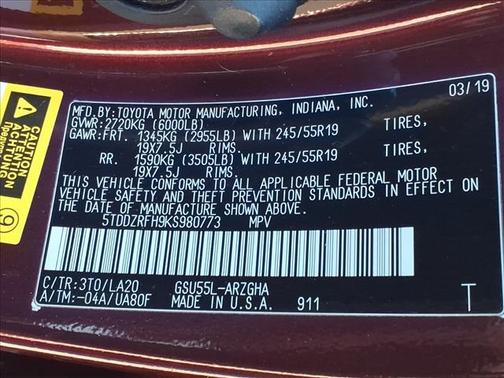 MFD. BY:TOYOTA MOTOR MANUFACTURING, INDIANA, INC. 03/19
GVWR:2720KG (6000LB)
GAWR:FRT. 1345KG (2955LB) WITH 245/55R19 TIRES,
19X7.5J RIMS.
RR. 1590KG (3505LB) WITH 245/55R19 TIRES,
19X7.5J RIMS.
THIS VEHICLE CONFORMS TO ALL APPLICABLE FEDERAL MOTOR
VEHICLE SAFETY AND THEFT PREVENTION STANDARDS IN EFFECT ON
THE DATE OF MANUFACTURE SHOWN ABOVE.
5TDDZRFH9KS980773 MPV
C/TR:3T0/LA20 GSU55L-ARZGHA
A/TM:-04A/UA80F MADE IN U.S.A. 911 T
CAUTION